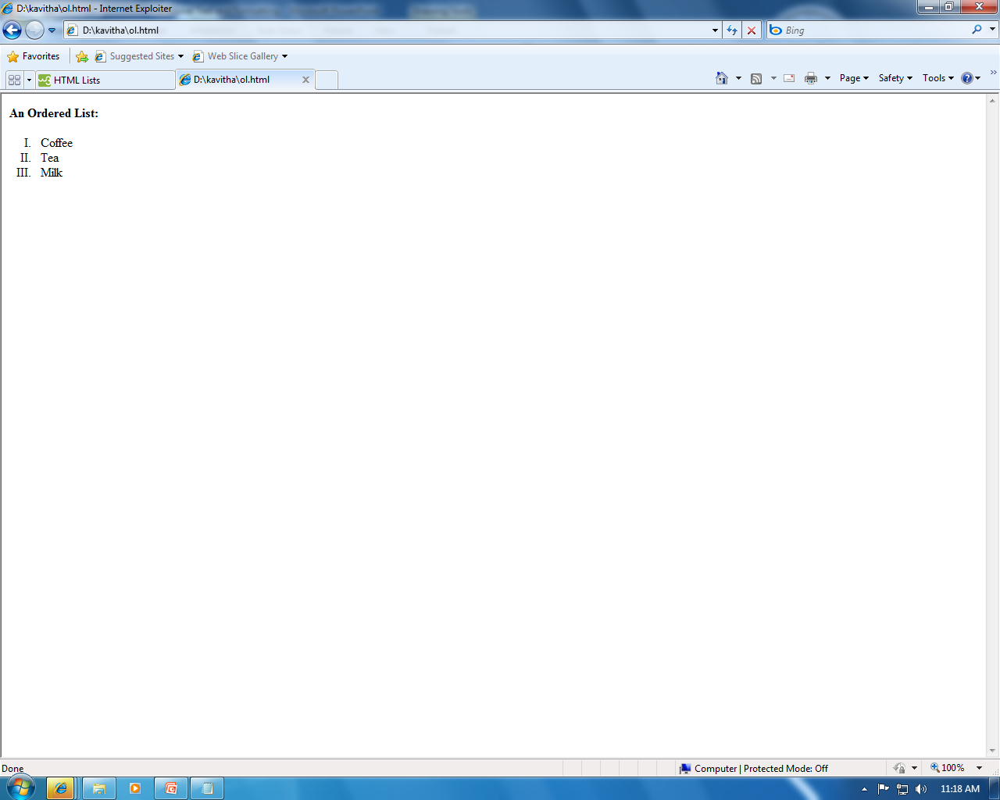 D:\kavitha\ol.html - Internet Exploiter
D:\kavitha\ol.html
Bing
Favorites Suggested Sites Web Slice Gallery
HTML Lists D:\kavitha\ol.html Page Safety Tools
An Ordered List:
I. Coffee
II. Tea
III. Milk
Done Computer | Protected Mode: Off 100%
11:18 AM